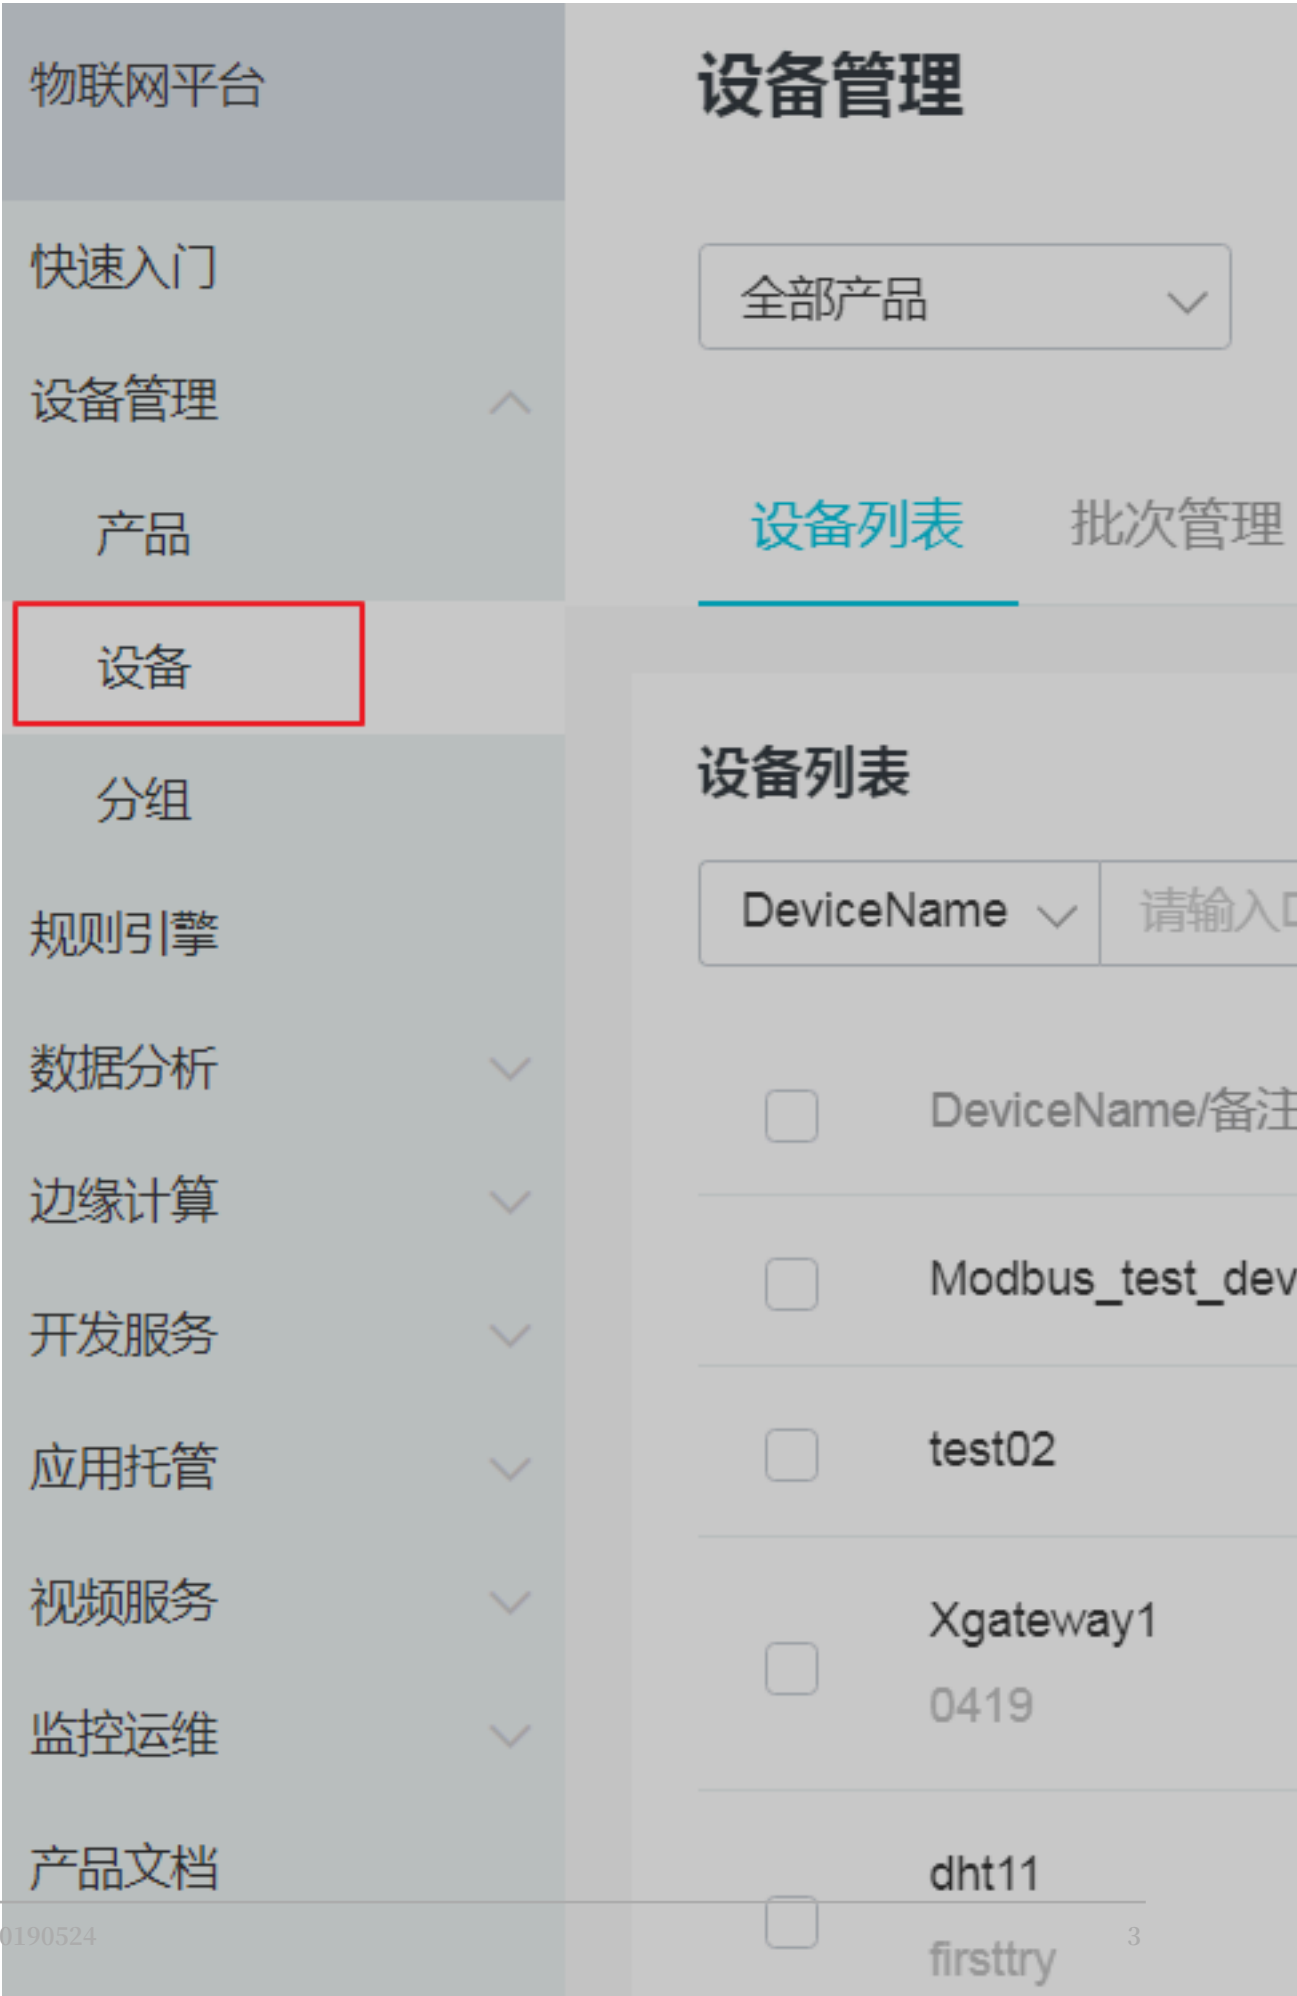 物联网平台
快速入门
设备管理
产品
设备
分组
规则引擎
数据分析
边缘计算
开发服务
应用托管
视频服务
监控运维
产品文档
设备管理
全部产品
设备列表 批次管理
设备列表
DeviceName 请输入D
DeviceName/备注
Modbus_test_dev
test02
Xgateway1
0419
dht11
firsttry
0190524 3